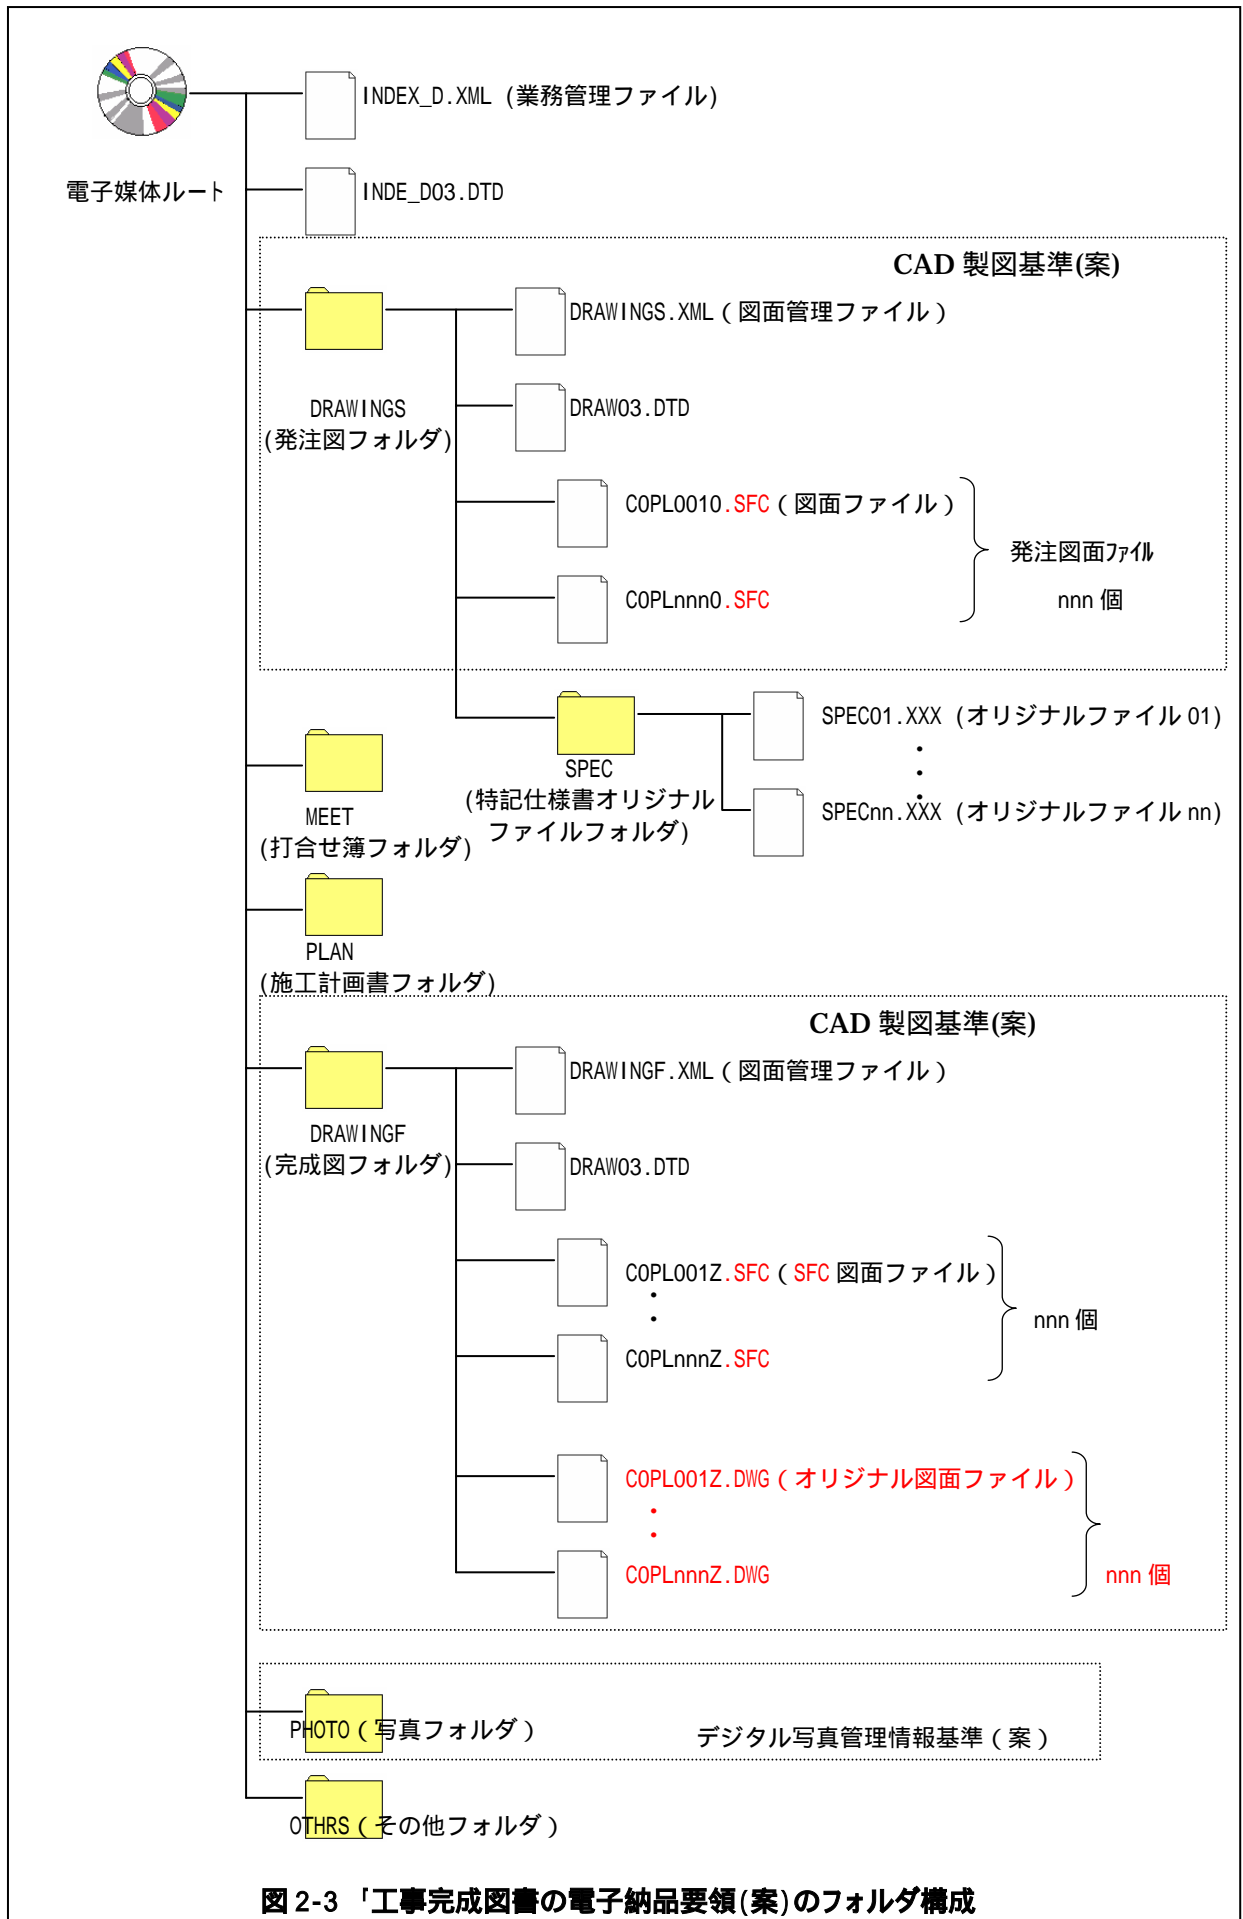 INDEX_D.XML (業務管理ファイル)
電子媒体ルート
INDE_D03.DTD
CAD 製図基準(案)
DRAWINGS.XML（図面管理ファイル）
DRAWINGS
(発注図フォルダ)
DRAW03.DTD
C0PL0010.SFC（図面ファイル）
発注図面ファイル
C0PLnnn0.SFC
nnn 個
SPEC01.XXX (オリジナルファイル 01)
・
・
・
SPEC
(特記仕様書オリジナル
ファイルフォルダ)
SPECnn.XXX (オリジナルファイル nn)
MEET
(打合せ簿フォルダ)
PLAN
(施工計画書フォルダ)
CAD 製図基準(案)
DRAWINGF.XML（図面管理ファイル）
DRAWINGF
(完成図フォルダ)
DRAW03.DTD
C0PL001Z.SFC（SFC 図面ファイル）
・
・
nnn 個
C0PLnnnZ.SFC
C0PL001Z.DWG（オリジナル図面ファイル）
・
・
C0PLnnnZ.DWG
nnn 個
PHOTO（写真フォルダ）
デジタル写真管理情報基準（案）
OTHRS（その他フォルダ）
図 2-3 「工事完成図書の電子納品要領(案)のフォルダ構成